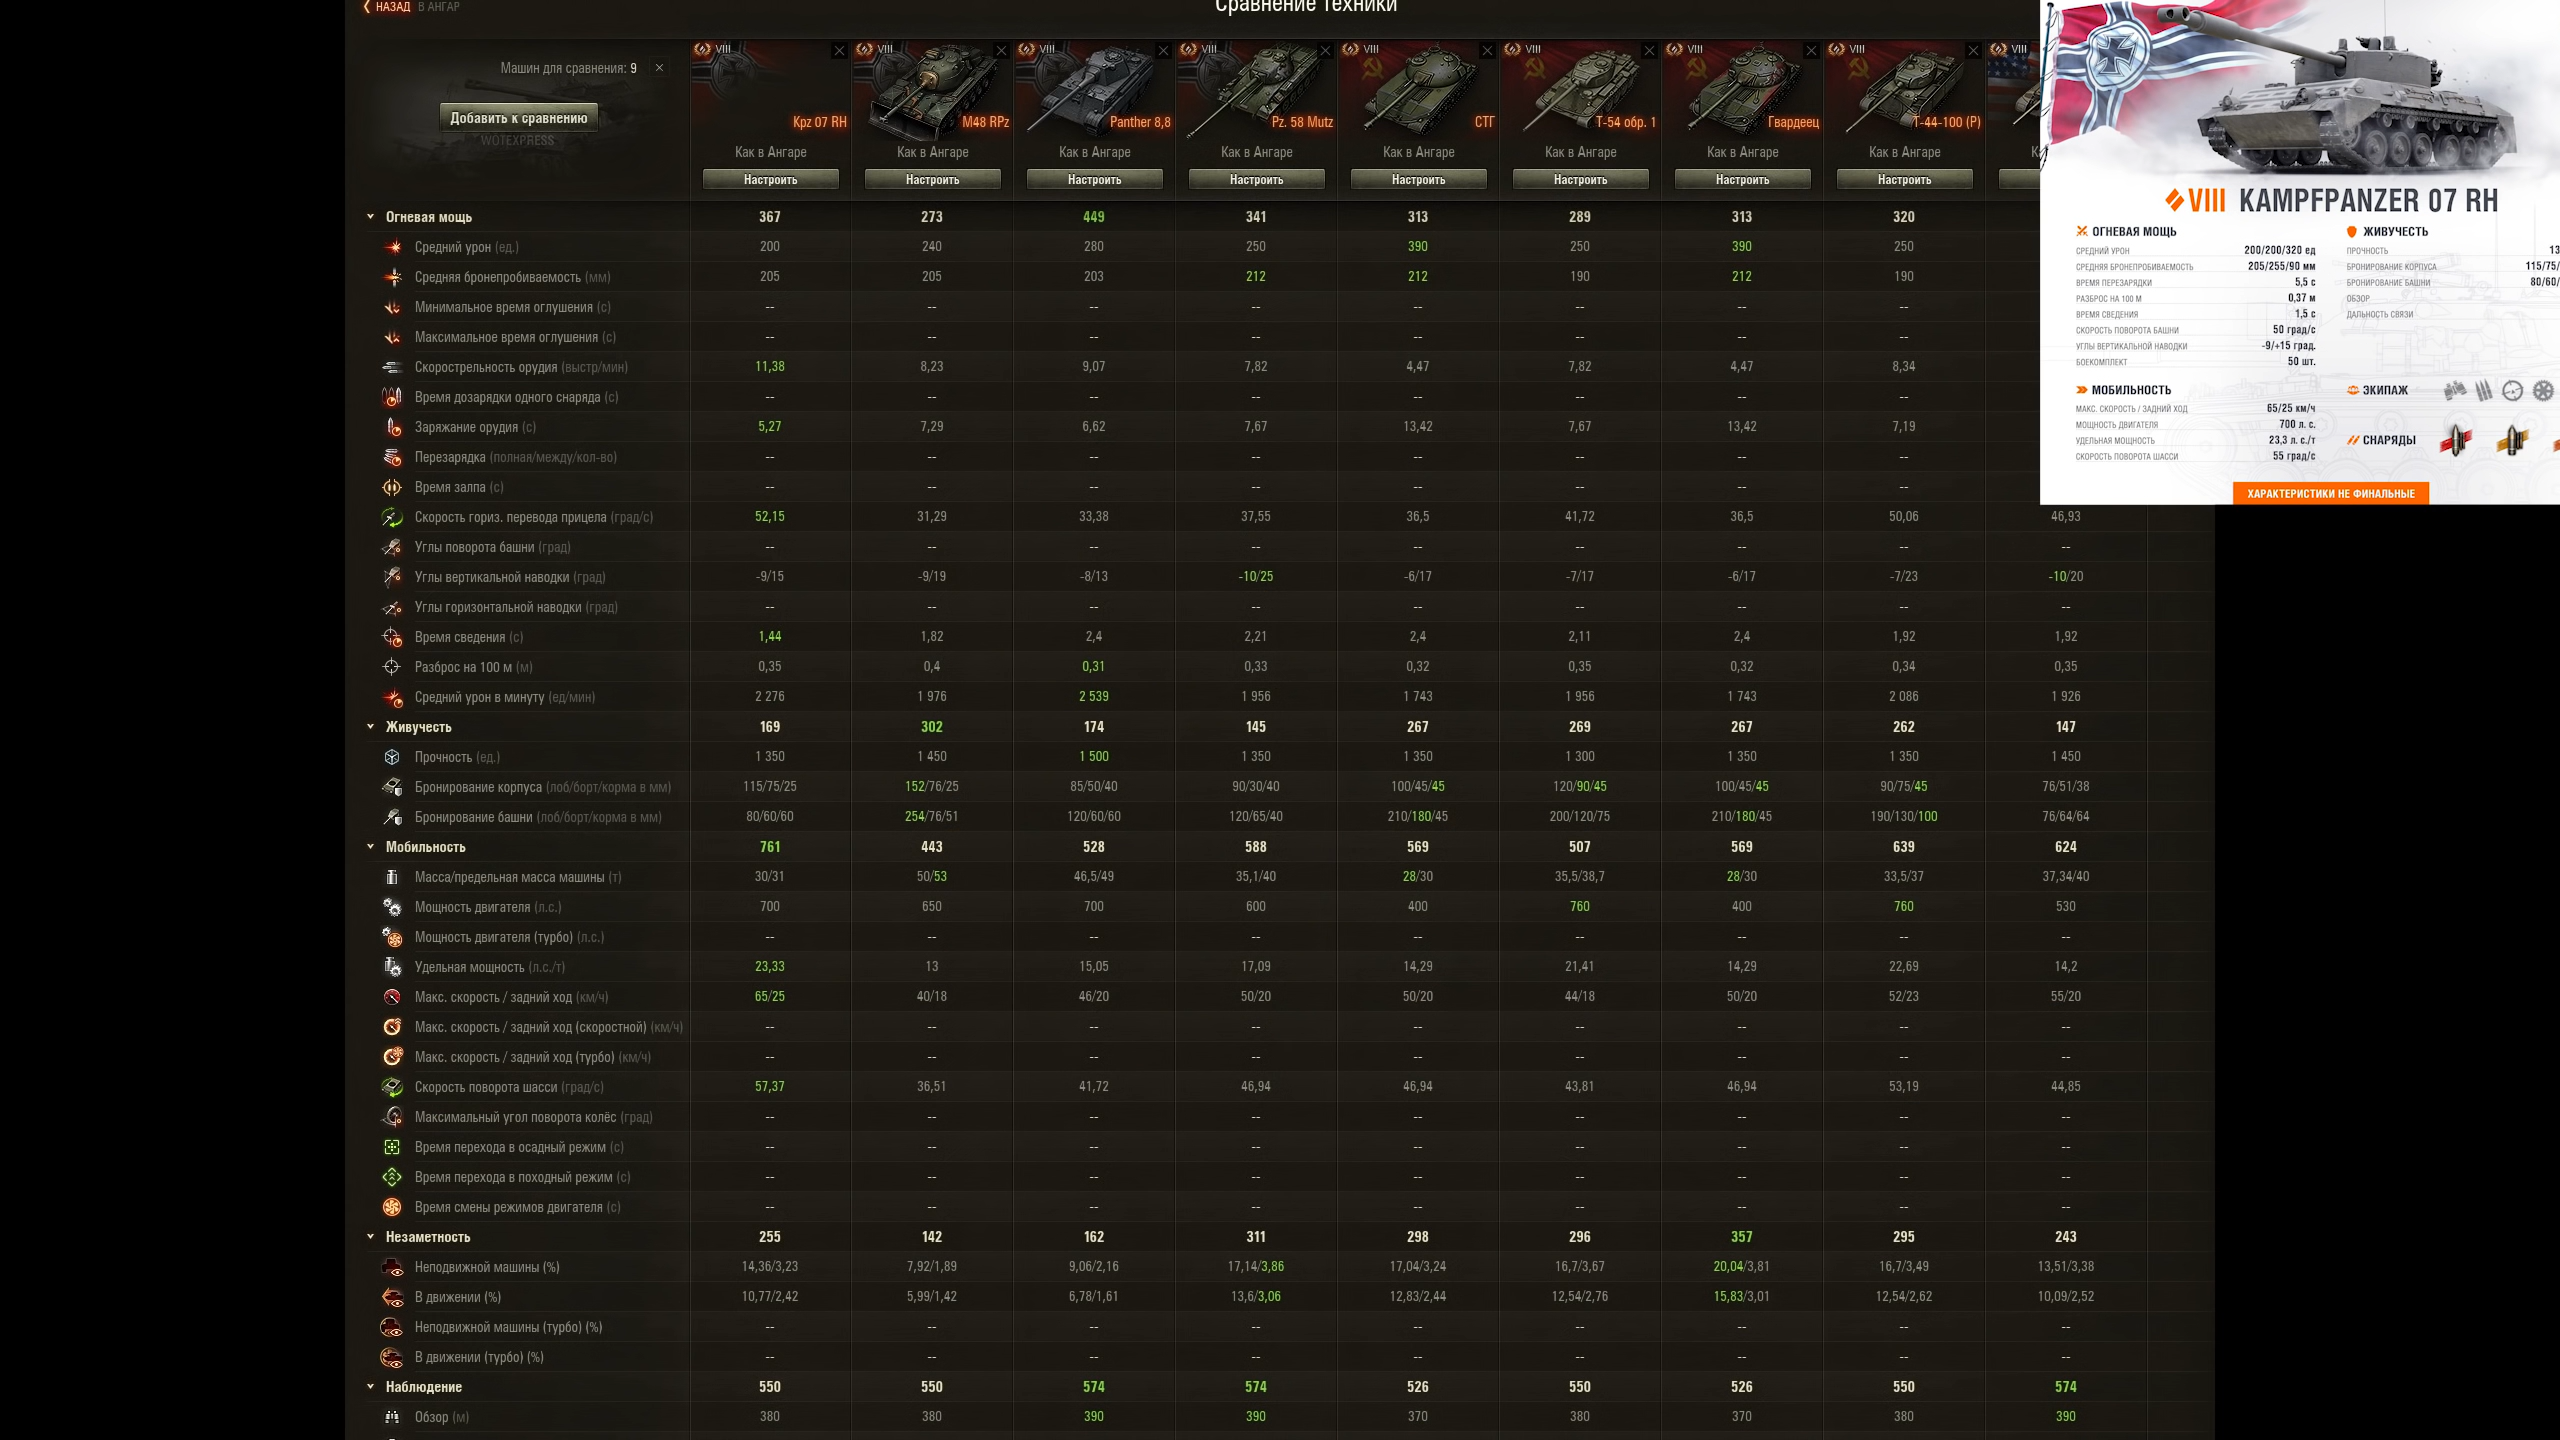 НАЗАД В АНГАР
Сравнение техники
Машин для сравнения: 9
Добавить к сравнению
WOTEXPRESS
VIII VIII VIII VIII VIII VIII VIII VIII VIII
Kpz 07 RH M48 RPz Panther 8,8 Pz. 58 Mutz СТГ Т-54 обр. 1 Гвардеец Т-44-100 (Р)
Как в Ангаре Как в Ангаре Как в Ангаре Как в Ангаре Как в Ангаре Как в Ангаре Как в Ангаре Как в Ангаре
Настроить Настроить Настроить Настроить Настроить Настроить Настроить Настроить
Огневая мощь 367 273 449 341 313 289 313 320
Средний урон (ед.) 200 240 280 250 390 250 390 250
Средняя бронепробиваемость (мм) 205 205 203 212 212 190 212 190
Минимальное время оглушения (с) -- -- -- -- -- -- -- --
Максимальное время оглушения (с) -- -- -- -- -- -- -- --
Скорострельность орудия (выстр/мин) 11,38 8,23 9,07 7,82 4,47 7,82 4,47 8,34
Время дозарядки одного снаряда (с) -- -- -- -- -- -- -- --
Заряжание орудия (с) 5,27 7,29 6,62 7,67 13,42 7,67 13,42 7,19
Перезарядка (полная/между/кол-во) -- -- -- -- -- -- -- --
Время залпа (с) -- -- -- -- -- -- -- --
Скорость гориз. перевода прицела (град/с) 52,15 31,29 33,38 37,55 36,5 41,72 36,5 50,06 46,93
Углы поворота башни (град) -- -- -- -- -- -- -- -- --
Углы вертикальной наводки (град) -9/15 -9/19 -8/13 -10/25 -6/17 -7/17 -6/17 -7/23 -10/20
Углы горизонтальной наводки (град) -- -- -- -- -- -- -- -- --
Время сведения (с) 1,44 1,82 2,4 2,21 2,4 2,11 2,4 1,92 1,92
Разброс на 100 м (м) 0,35 0,4 0,31 0,33 0,32 0,35 0,32 0,34 0,35
Средний урон в минуту (ед/мин) 2 276 1 976 2 539 1 956 1 743 1 956 1 743 2 086 1 926
Живучесть 169 302 174 145 267 269 267 262 147
Прочность (ед.) 1 350 1 450 1 500 1 350 1 350 1 300 1 350 1 350 1 450
Бронирование корпуса (лоб/борт/корма в мм) 115/75/25 152/76/25 85/50/40 90/30/40 100/45/45 120/90/45 100/45/45 90/75/45 76/51/38
Бронирование башни (лоб/борт/корма в мм) 80/60/60 254/76/51 120/60/60 120/65/40 210/180/45 200/120/75 210/180/45 190/130/100 76/64/64
Мобильность 761 443 528 588 569 507 569 639 624
Масса/предельная масса машины (т) 30/31 50/53 46,5/49 35,1/40 28/30 35,5/38,7 28/30 33,5/37 37,34/40
Мощность двигателя (л.с.) 700 650 700 600 400 760 400 760 530
Мощность двигателя (турбо) (л.с.) -- -- -- -- -- -- -- -- --
Удельная мощность (л.с./т) 23,33 13 15,05 17,09 14,29 21,41 14,29 22,69 14,2
Макс. скорость / задний ход (км/ч) 65/25 40/18 46/20 50/20 50/20 44/18 50/20 52/23 55/20
Макс. скорость / задний ход (скоростной) (км/ч) -- -- -- -- -- -- -- -- --
Макс. скорость / задний ход (турбо) (км/ч) -- -- -- -- -- -- -- -- --
Скорость поворота шасси (град/с) 57,37 36,51 41,72 46,94 46,94 43,81 46,94 53,19 44,85
Максимальный угол поворота колёс (град) -- -- -- -- -- -- -- -- --
Время перехода в осадный режим (с) -- -- -- -- -- -- -- -- --
Время перехода в походный режим (с) -- -- -- -- -- -- -- -- --
Время смены режимов двигателя (с) -- -- -- -- -- -- -- -- --
Незаметность 255 142 162 311 298 296 357 295 243
Неподвижной машины (%) 14,36/3,23 7,92/1,89 9,06/2,16 17,14/3,86 17,04/3,24 16,7/3,67 20,04/3,81 16,7/3,49 13,51/3,38
В движении (%) 10,77/2,42 5,99/1,42 6,78/1,61 13,6/3,06 12,83/2,44 12,54/2,76 15,83/3,01 12,54/2,62 10,09/2,52
Неподвижной машины (турбо) (%) -- -- -- -- -- -- -- -- --
В движении (турбо) (%) -- -- -- -- -- -- -- -- --
Наблюдение 550 550 574 574 526 550 526 550 574
Обзор (м) 380 380 390 390 370 380 370 380 390
VIII KAMPFPANZER 07 RH
ОГНЕВАЯ МОЩЬ
СРЕДНИЙ УРОН 200/200/320 ед
СРЕДНЯЯ БРОНЕПРОБИВАЕМОСТЬ 205/255/90 мм
ВРЕМЯ ПЕРЕЗАРЯДКИ 5,5 с
РАЗБРОС НА 100 М 0,37 м
ВРЕМЯ СВЕДЕНИЯ 1,5 с
СКОРОСТЬ ПОВОРОТА БАШНИ 50 град/с
УГЛЫ ВЕРТИКАЛЬНОЙ НАВОДКИ -9/+15 град.
БОЕКОМПЛЕКТ 50 шт.
ЖИВУЧЕСТЬ
ПРОЧНОСТЬ 13
БРОНИРОВАНИЕ КОРПУСА 115/75/
БРОНИРОВАНИЕ БАШНИ 80/60/
ОБЗОР
ДАЛЬНОСТЬ СВЯЗИ
МОБИЛЬНОСТЬ
МАКС. СКОРОСТЬ / ЗАДНИЙ ХОД 65/25 км/ч
МОЩНОСТЬ ДВИГАТЕЛЯ 700 л. с.
УДЕЛЬНАЯ МОЩНОСТЬ 23,3 л. с./т
СКОРОСТЬ ПОВОРОТА ШАССИ 55 град/с
ЭКИПАЖ
СНАРЯДЫ
ХАРАКТЕРИСТИКИ НЕ ФИНАЛЬНЫЕ